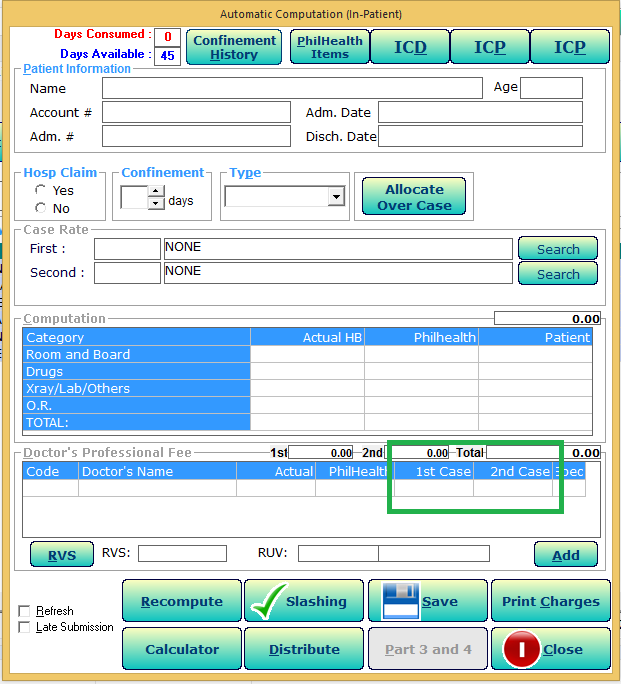 Automatic Computation (In-Patient)
Days Consumed : 0
Days Available : 45
Confinement History
PhilHealth Items
ICD
ICP
ICP
Patient Information
Name
Age
Account #
Adm. Date
Adm. #
Disch. Date
Hosp Claim
Yes
No
Confinement
days
Type
Allocate Over Case
Case Rate
First : NONE Search
Second : NONE Search
Computation 0.00
Category Actual HB Philhealth Patient
Room and Board
Drugs
Xray/Lab/Others
O.R.
TOTAL:
Doctor's Professional Fee 1st 0.00 2nd 0.00 Total 0.00
Code Doctor's Name Actual PhilHealth 1st Case 2nd Case
RVS RVS: RUV: Add
Refresh
Late Submission
Recompute Slashing Save Print Charges
Calculator Distribute Part 3 and 4 Close